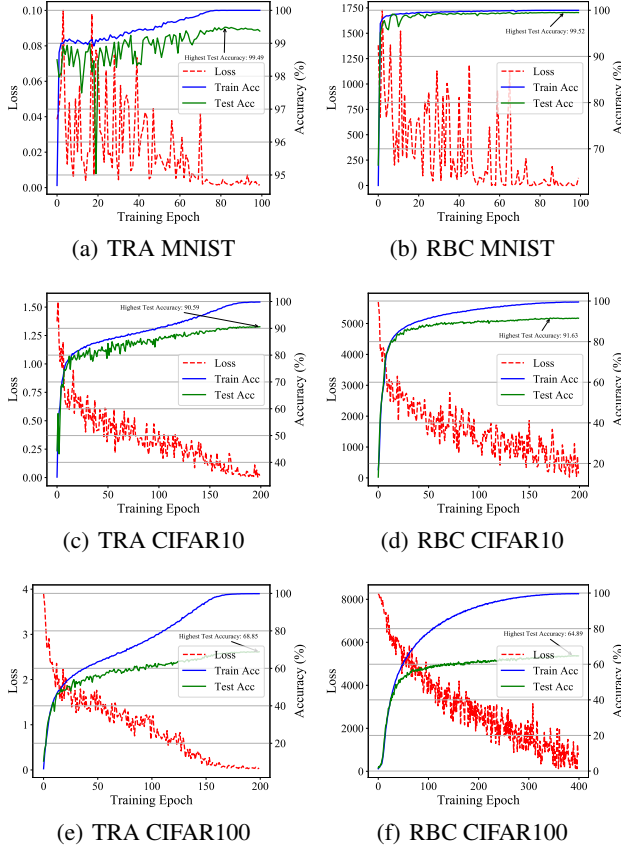 0.10
0.08
0.06
0.04
0.02
0.00
Loss
100
99
98
97
96
95
Accuracy (%)
Highest Test Accuracy: 99.49
Loss
Train Acc
Test Acc
0 20 40 60 80 100
Training Epoch
(a) TRA MNIST
1750
1500
1250
1000
750
500
250
0
Loss
100
90
80
70
Accuracy (%)
Highest Test Accuracy: 99.52
Loss
Train Acc
Test Acc
0 20 40 60 80 100
Training Epoch
(b) RBC MNIST
1.50
1.25
1.00
0.75
0.50
0.25
0.00
Loss
100
90
80
70
60
50
40
Accuracy (%)
Highest Test Accuracy: 90.59
Loss
Train Acc
Test Acc
0 50 100 150 200
Training Epoch
(c) TRA CIFAR10
5000
4000
3000
2000
1000
0
Loss
100
80
60
40
20
Accuracy (%)
Highest Test Accuracy: 91.63
Loss
Train Acc
Test Acc
0 50 100 150 200
Training Epoch
(d) RBC CIFAR10
4
3
2
1
0
Loss
100
80
60
40
20
Accuracy (%)
Highest Test Accuracy: 68.85
Loss
Train Acc
Test Acc
0 50 100 150 200
Training Epoch
(e) TRA CIFAR100
8000
6000
4000
2000
0
Loss
100
80
60
40
20
0
Accuracy (%)
Highest Test Accuracy: 64.89
Loss
Train Acc
Test Acc
0 100 200 300 400
Training Epoch
(f) RBC CIFAR100